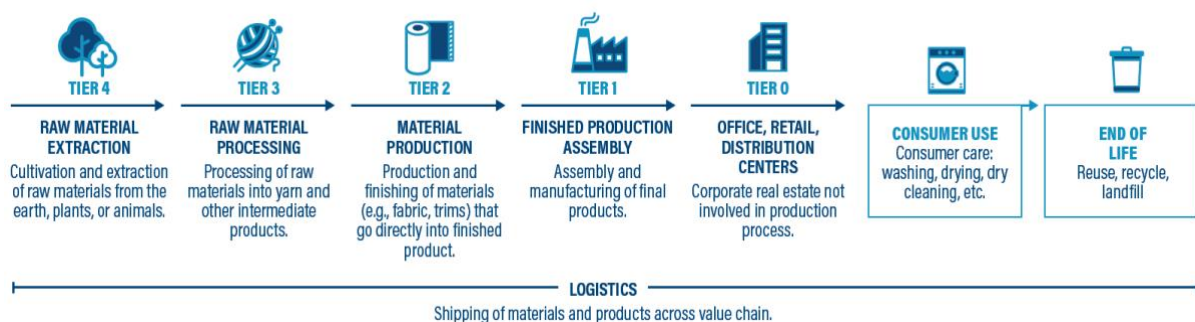 TIER 4
RAW MATERIAL
EXTRACTION
Cultivation and extraction
of raw materials from the
earth, plants, or animals.
TIER 3
RAW MATERIAL
PROCESSING
Processing of raw
materials into yarn and
other intermediate
products.
TIER 2
MATERIAL
PRODUCTION
Production and
finishing of materials
(e.g., fabric, trims) that
go directly into finished
product.
TIER 1
FINISHED PRODUCTION
ASSEMBLY
Assembly and
manufacturing of final
products.
TIER 0
OFFICE, RETAIL,
DISTRIBUTION
CENTERS
Corporate real estate not
involved in production
process.
CONSUMER USE
Consumer care:
washing, drying, dry
cleaning, etc.
END OF
LIFE
Reuse, recycle,
landfill
LOGISTICS
Shipping of materials and products across value chain.